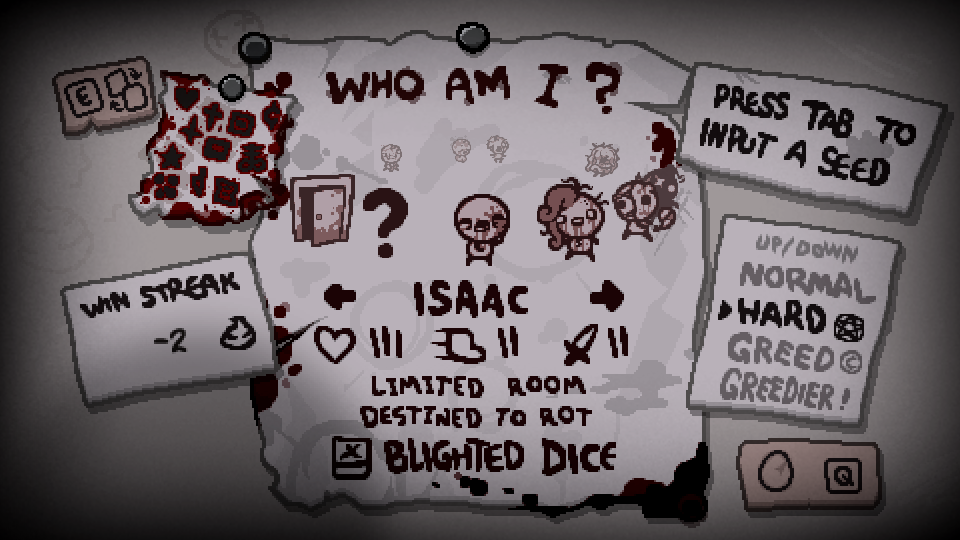 WHO AM I ?
E
PRESS TAB TO
INPUT A SEED
WIN STREAK
-2
?
ISAAC
LIMITED ROOM
DESTINED TO ROT
BLIGHTED DICE
UP/DOWN
NORMAL
HARD
GREED
GREEDIER!
Q